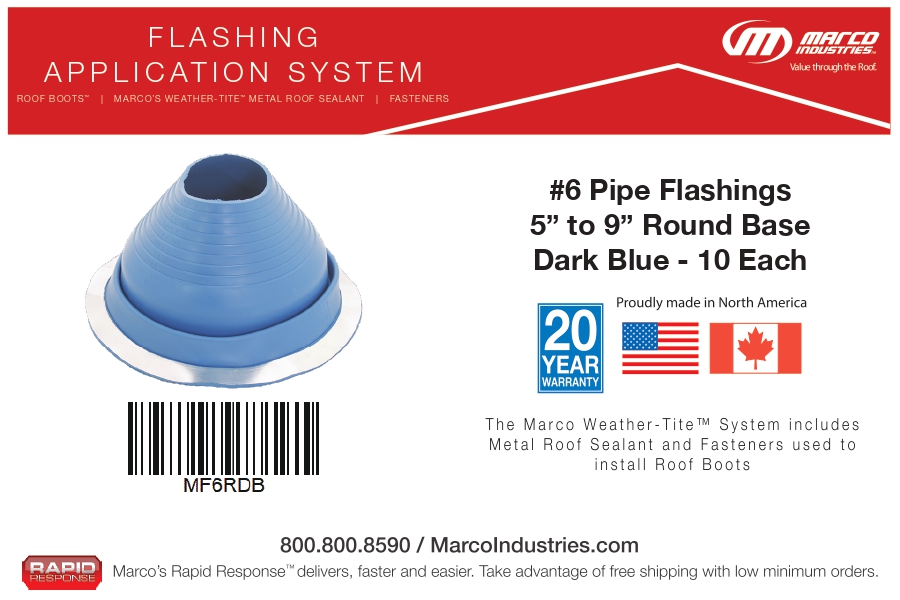 FLASHING
APPLICATION SYSTEM
ROOF BOOTS™ | MARCO'S WEATHER-TITE™ METAL ROOF SEALANT | FASTENERS
MARCO
INDUSTRIES™
Value through the Roof.
#6 Pipe Flashings
5” to 9” Round Base
Dark Blue - 10 Each
20
YEAR
WARRANTY
Proudly made in North America
MF6RDB
The Marco Weather-Tite™ System includes
Metal Roof Sealant and Fasteners used to
install Roof Boots
800.800.8590 / MarcoIndustries.com
RAPID
RESPONSE
Marco's Rapid Response™ delivers, faster and easier. Take advantage of free shipping with low minimum orders.